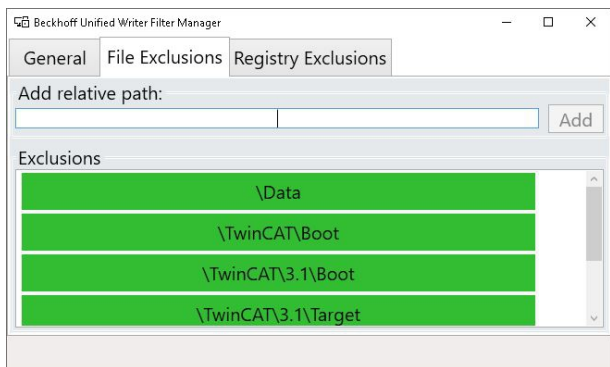 Beckhoff Unified Writer Filter Manager
General File Exclusions Registry Exclusions
Add relative path:
Add
Exclusions
\Data
\TwinCAT\Boot
\TwinCAT\3.1\Boot
\TwinCAT\3.1\Target